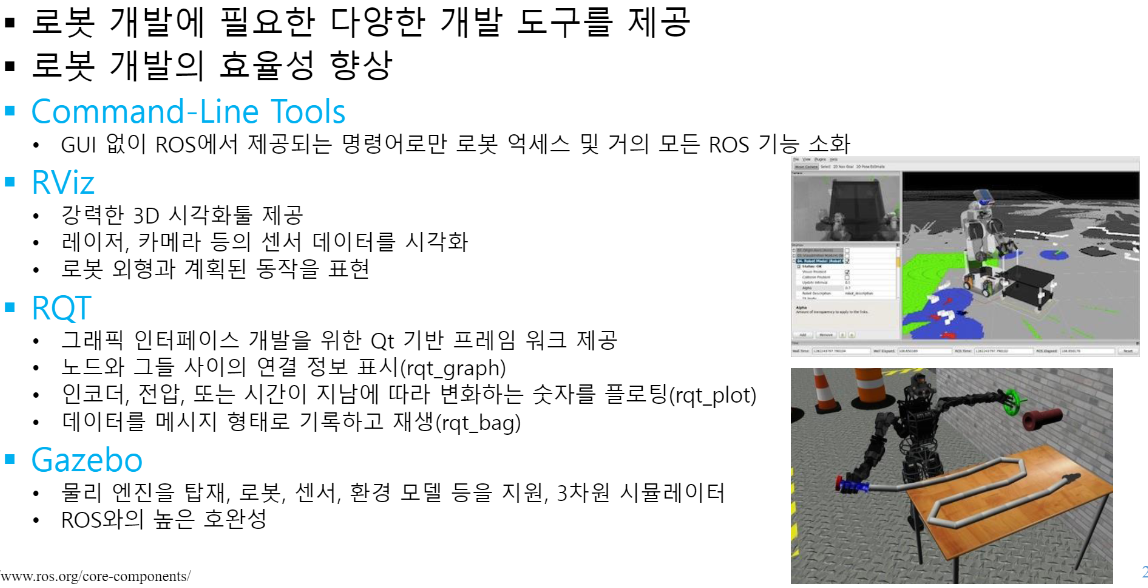 ▪ 로봇 개발에 필요한 다양한 개발 도구를 제공
▪ 로봇 개발의 효율성 향상
▪ Command-Line Tools
• GUI 없이 ROS에서 제공되는 명령어로만 로봇 억세스 및 거의 모든 ROS 기능 소화
▪ RViz
• 강력한 3D 시각화툴 제공
• 레이저, 카메라 등의 센서 데이터를 시각화
• 로봇 외형과 계획된 동작을 표현
▪ RQT
• 그래픽 인터페이스 개발을 위한 Qt 기반 프레임 워크 제공
• 노드와 그들 사이의 연결 정보 표시(rqt_graph)
• 인코더, 전압, 또는 시간이 지남에 따라 변화하는 숫자를 플로팅(rqt_plot)
• 데이터를 메시지 형태로 기록하고 재생(rqt_bag)
▪ Gazebo
• 물리 엔진을 탑재, 로봇, 센서, 환경 모델 등을 지원, 3차원 시뮬레이터
• ROS와의 높은 호완성
www.ros.org/core-components/